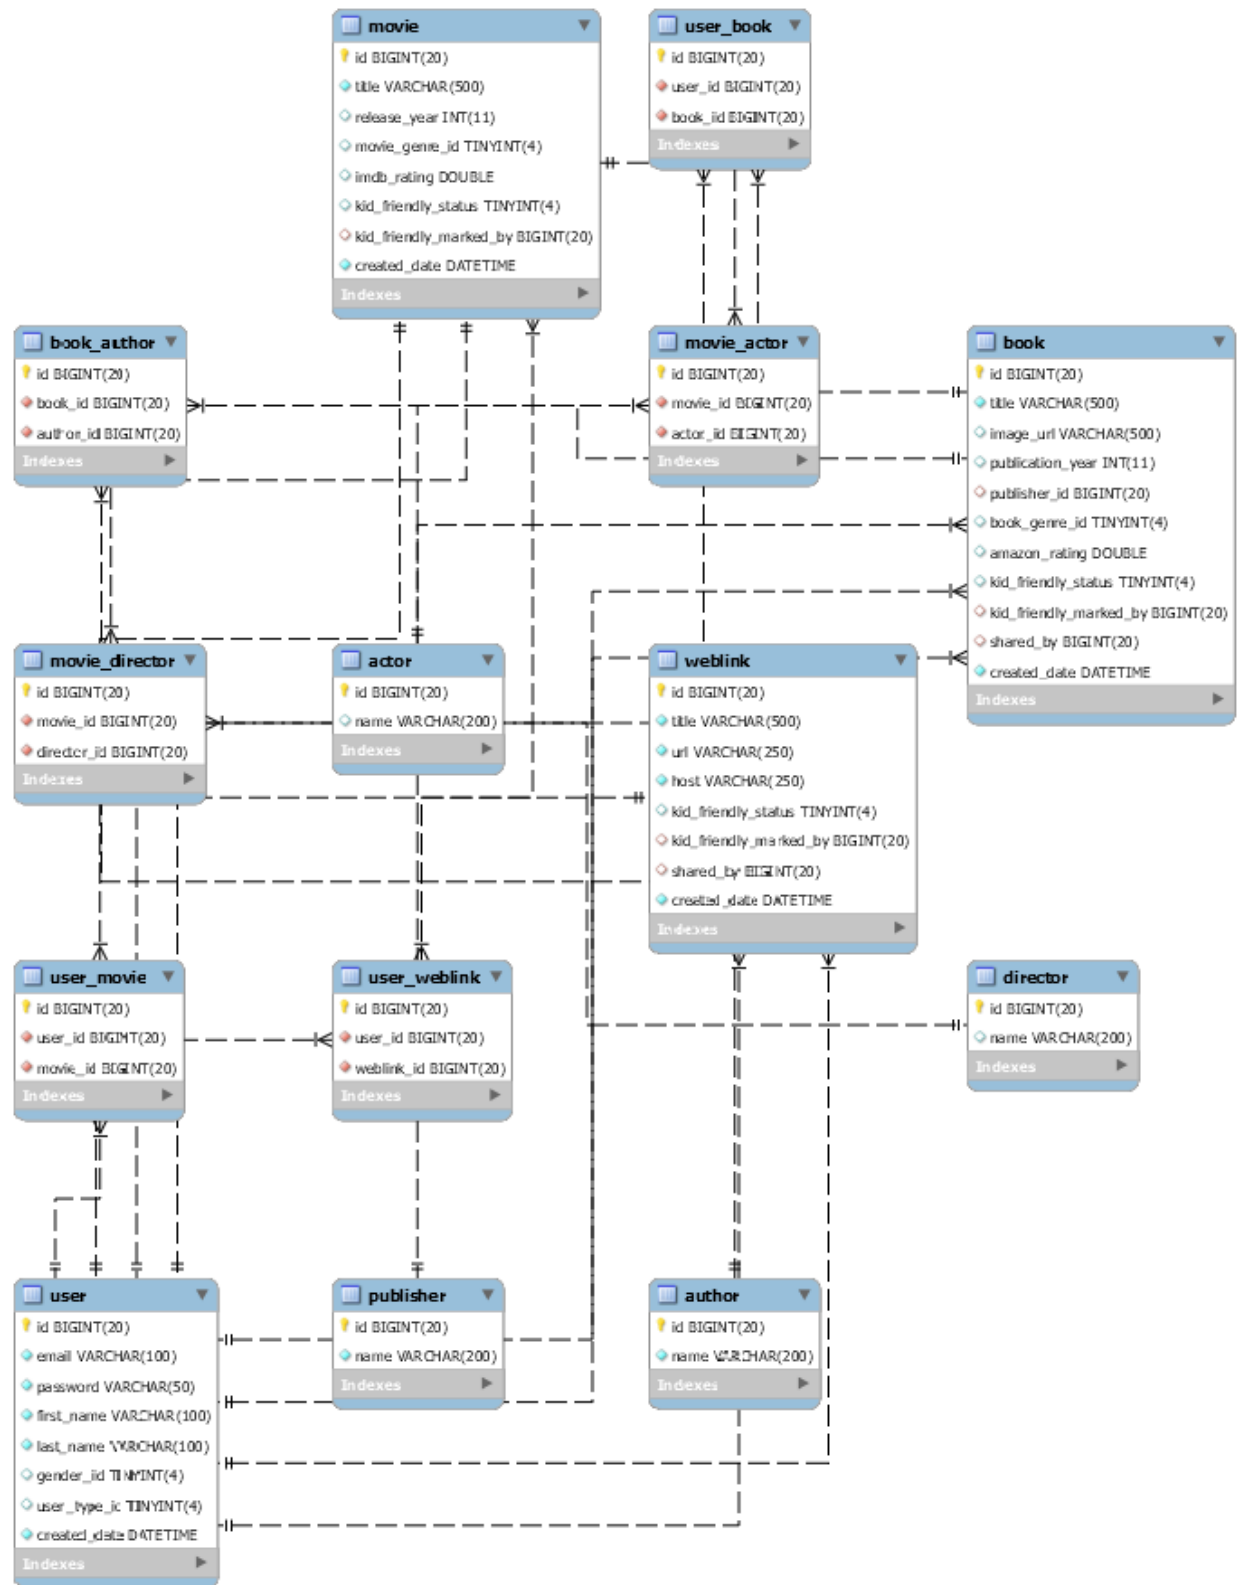 movie
id BIGINT(20)
title VARCHAR(500)
release_year INT(11)
movie_genre_id TINYINT(4)
imdb_rating DOUBLE
kid_friendly_status TINYINT(4)
kid_friendly_marked_by BIGINT(20)
created_date DATETIME
Indexes
user_book
id BIGINT(20)
user_id BIGINT(20)
book_id BIGINT(20)
Indexes
book_author
id BIGINT(20)
book_id BIGINT(20)
author_id BIGINT(20)
Indexes
movie_actor
id BIGINT(20)
movie_id BIGINT(20)
actor_id BIGINT(20)
Indexes
book
id BIGINT(20)
title VARCHAR(500)
image_url VARCHAR(500)
publication_year INT(11)
publisher_id BIGINT(20)
book_genre_id TINYINT(4)
amazon_rating DOUBLE
kid_friendly_status TINYINT(4)
kid_friendly_marked_by BIGINT(20)
shared_by BIGINT(20)
created_date DATETIME
Indexes
movie_director
id BIGINT(20)
movie_id BIGINT(20)
director_id BIGINT(20)
Indexes
actor
id BIGINT(20)
name VARCHAR(200)
Indexes
weblink
id BIGINT(20)
title VARCHAR(500)
url VARCHAR(250)
host VARCHAR(250)
kid_friendly_status TINYINT(4)
kid_friendly_marked_by BIGINT(20)
shared_by BIGINT(20)
created_date DATETIME
Indexes
user_movie
id BIGINT(20)
user_id BIGINT(20)
movie_id BIGINT(20)
Indexes
user_weblink
id BIGINT(20)
user_id BIGINT(20)
weblink_id BIGINT(20)
Indexes
director
id BIGINT(20)
name VARCHAR(200)
Indexes
user
id BIGINT(20)
email VARCHAR(100)
password VARCHAR(50)
first_name VARCHAR(100)
last_name VARCHAR(100)
gender_id TINYINT(4)
user_type_id TINYINT(4)
created_date DATETIME
Indexes
publisher
id BIGINT(20)
name VARCHAR(200)
Indexes
author
id BIGINT(20)
name VARCHAR(200)
Indexes